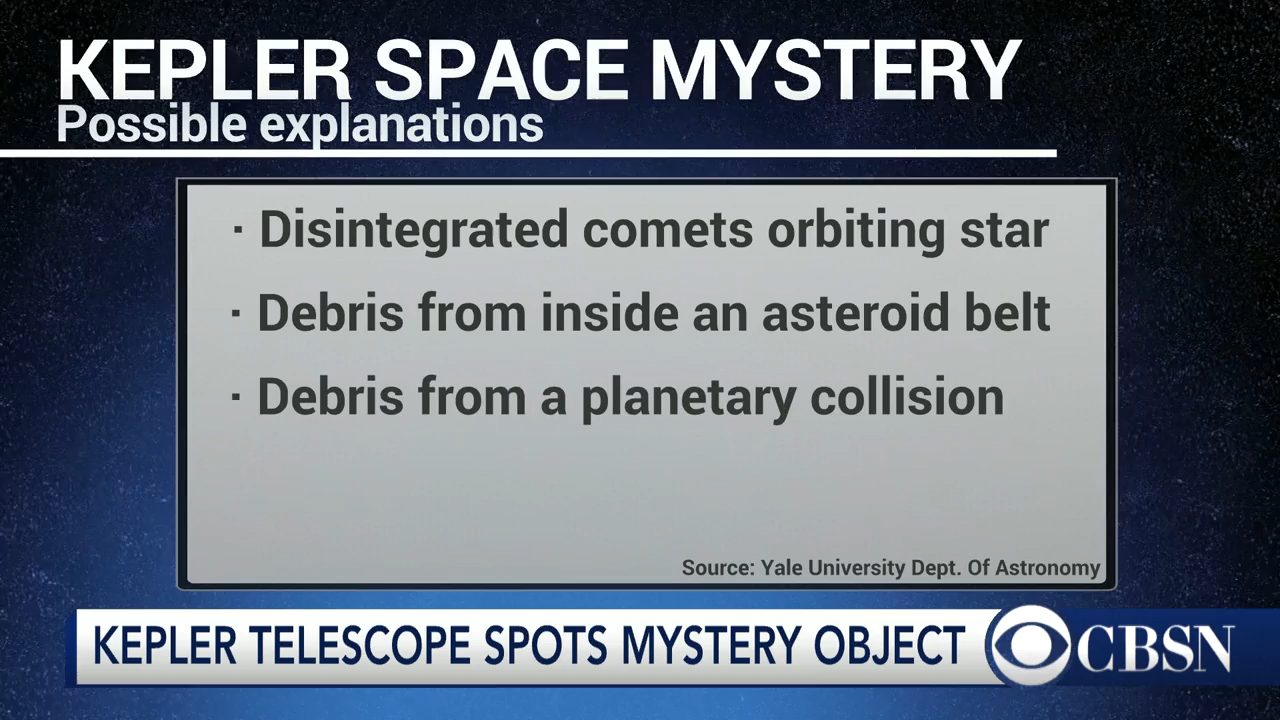 KEPLER SPACE MYSTERY
Possible explanations
· Disintegrated comets orbiting star
· Debris from inside an asteroid belt
· Debris from a planetary collision
Source: Yale University Dept. Of Astronomy
KEPLER TELESCOPE SPOTS MYSTERY OBJECT
CBSN